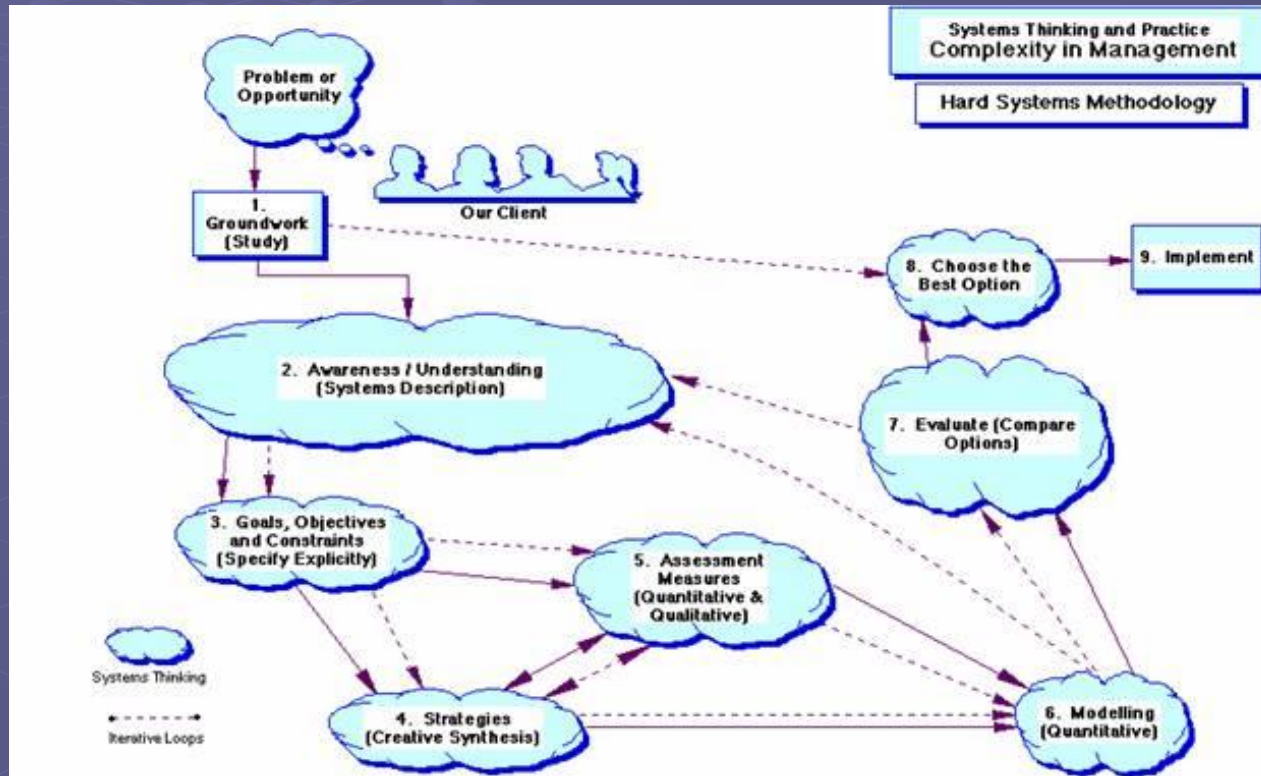 Systems Thinking and Practice
Complexity in Management
Hard Systems Methodology
Problem or
Opportunity
Our Client
1.
Groundwork
(Study)
8. Choose the
Best Option
9. Implement
2. Awareness / Understanding
(Systems Description)
7. Evaluate (Compare
Options)
3. Goals, Objectives
and Constraints
(Specify Explicitly)
5. Assessment
Measures
(Quantitative &
Qualitative)
4. Strategies
(Creative Synthesis)
6. Modelling
(Quantitative)
Systems Thinking
Iterative Loops